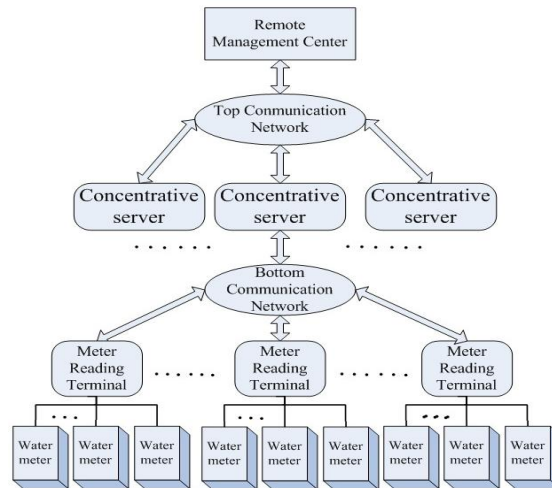 Remote
Management Center
Top Communication
Network
Concentrative
server
Concentrative
server
Concentrative
server
Bottom
Communication
Network
Meter
Reading
Terminal
Meter
Reading
Terminal
Meter
Reading
Terminal
Water
meter
Water
meter
Water
meter
Water
meter
Water
meter
Water
meter
Water
meter
Water
meter
Water
meter